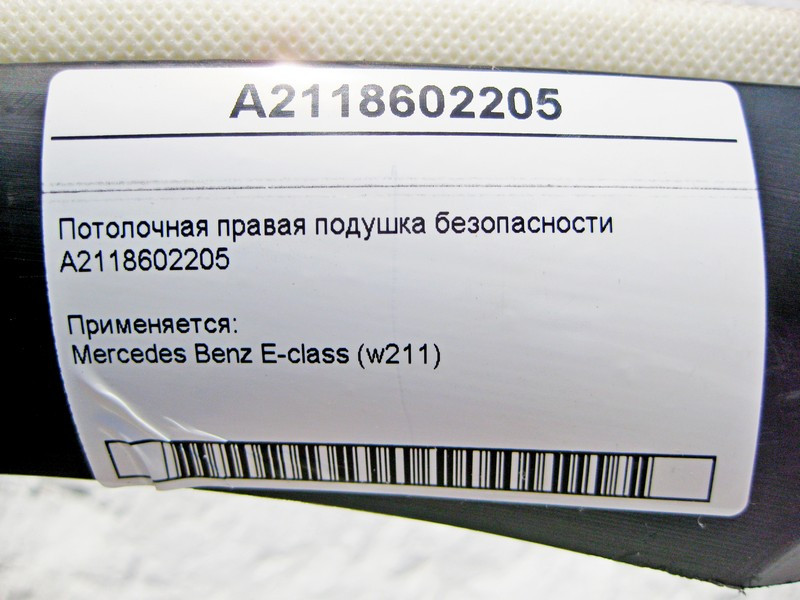 A2118602205
Потолочная правая подушка безопасности
A2118602205
Применяется:
Mercedes Benz E-class (w211)